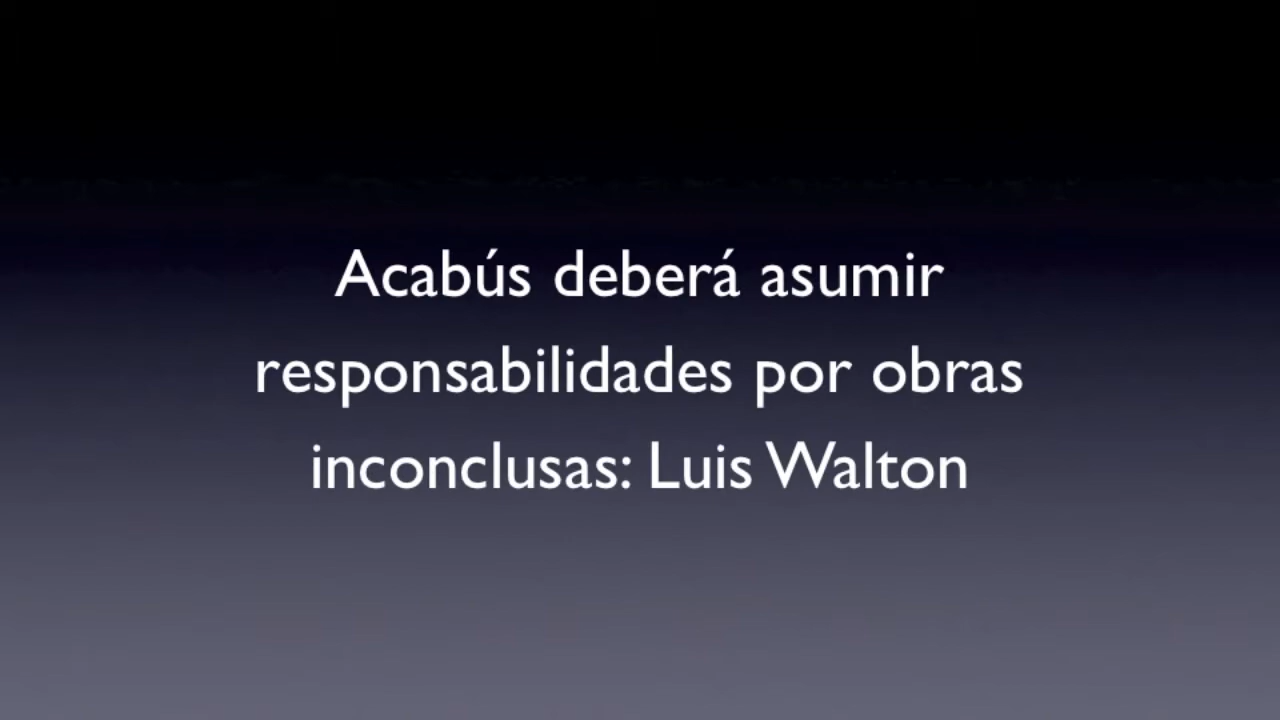 Acabús deberá asumir
responsabilidades por obras
inconclusas: Luis Walton